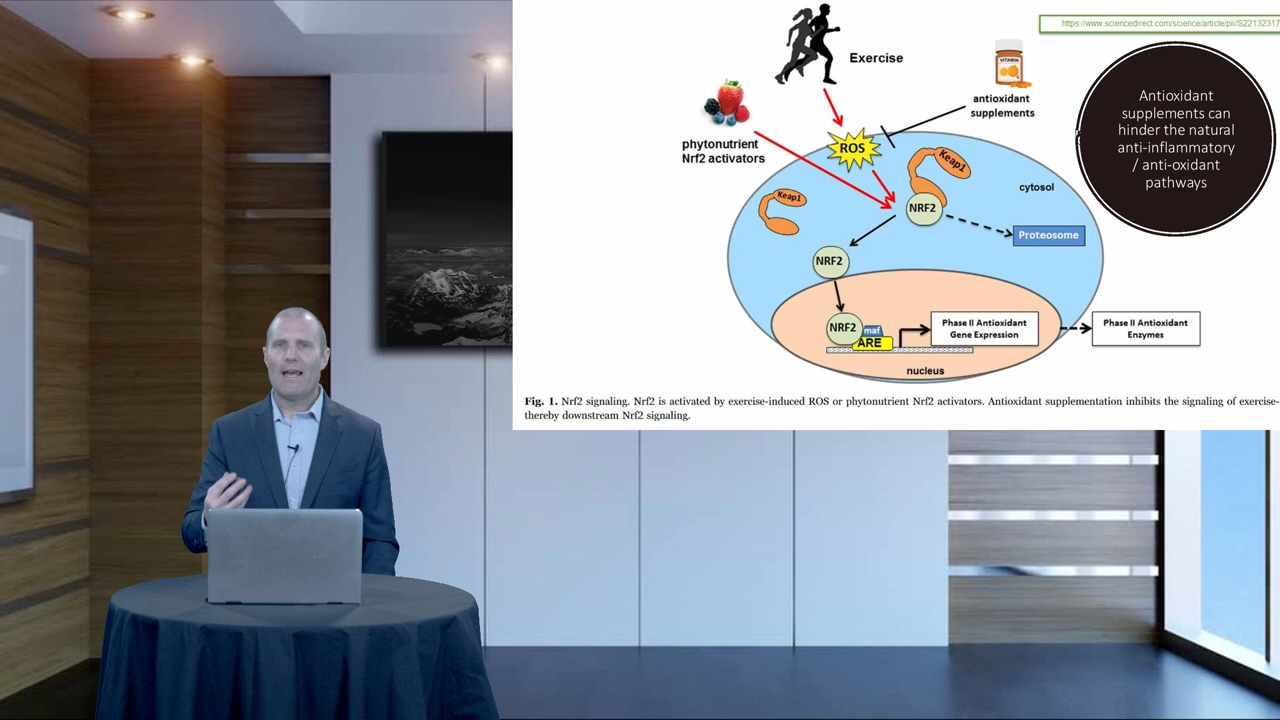 https://www.sciencedirect.com/science/article/pii/S22132317
Exercise
VITAMIN
C
antioxidant
supplements
Antioxidant
supplements can
hinder the natural
anti-inflammatory
/ anti-oxidant
pathways
phytonutrient
Nrf2 activators
ROS
Keap1
cytosol
Keap1
NRF2
Proteosome
NRF2
NRF2
maf
ARE
Phase II Antioxidant
Gene Expression
Phase II Antioxidant
Enzymes
nucleus
Fig. 1. Nrf2 signaling. Nrf2 is activated by exercise-induced ROS or phytonutrient Nrf2 activators. Antioxidant supplementation inhibits the signaling of exercise-
thereby downstream Nrf2 signaling.